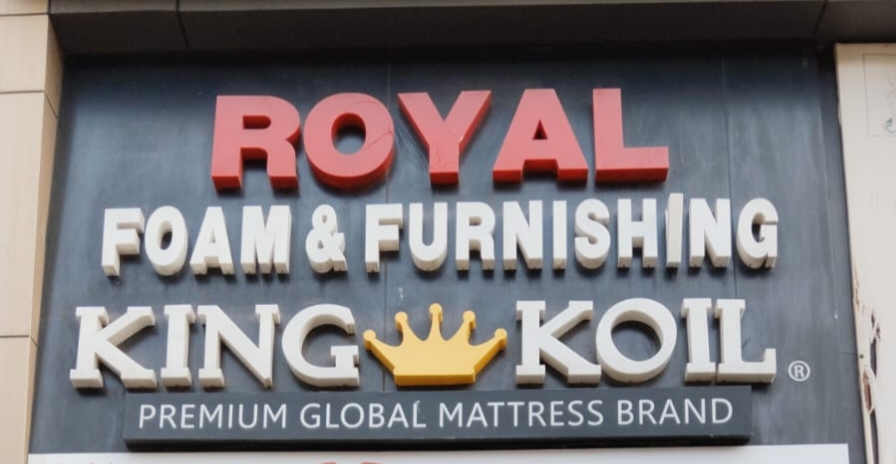 ROYAL
FOAM & FURNISHING
KING KOIL ®
PREMIUM GLOBAL MATTRESS BRAND